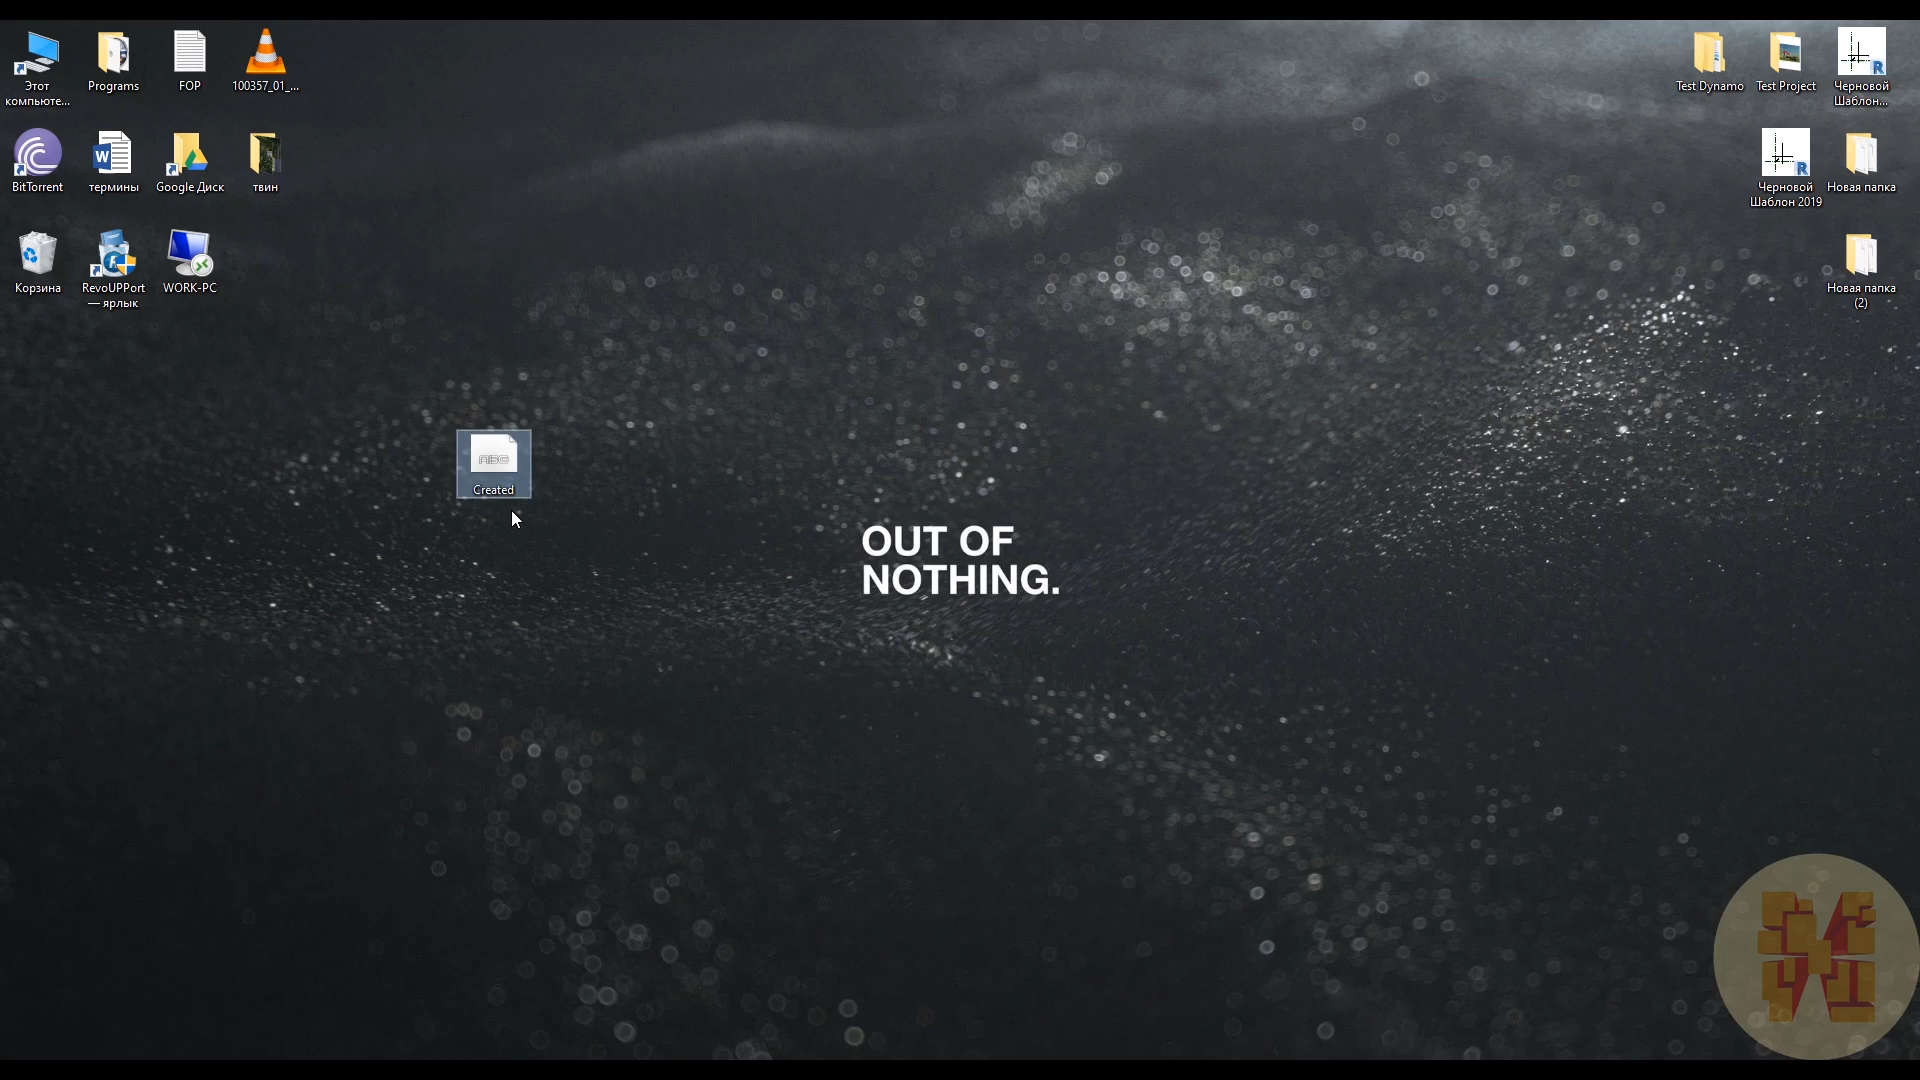 Этот
компьюте...
Programs
FOP
100357_01_...
Test Dynamo
Test Project
Черновой
Шаблон...
BitTorrent
термины
Google Диск
твин
Черновой
Шаблон 2019
Новая папка
Корзина
RevoUPPort
— ярлык
WORK-PC
Новая папка
(2)
Created
OUT OF
NOTHING.